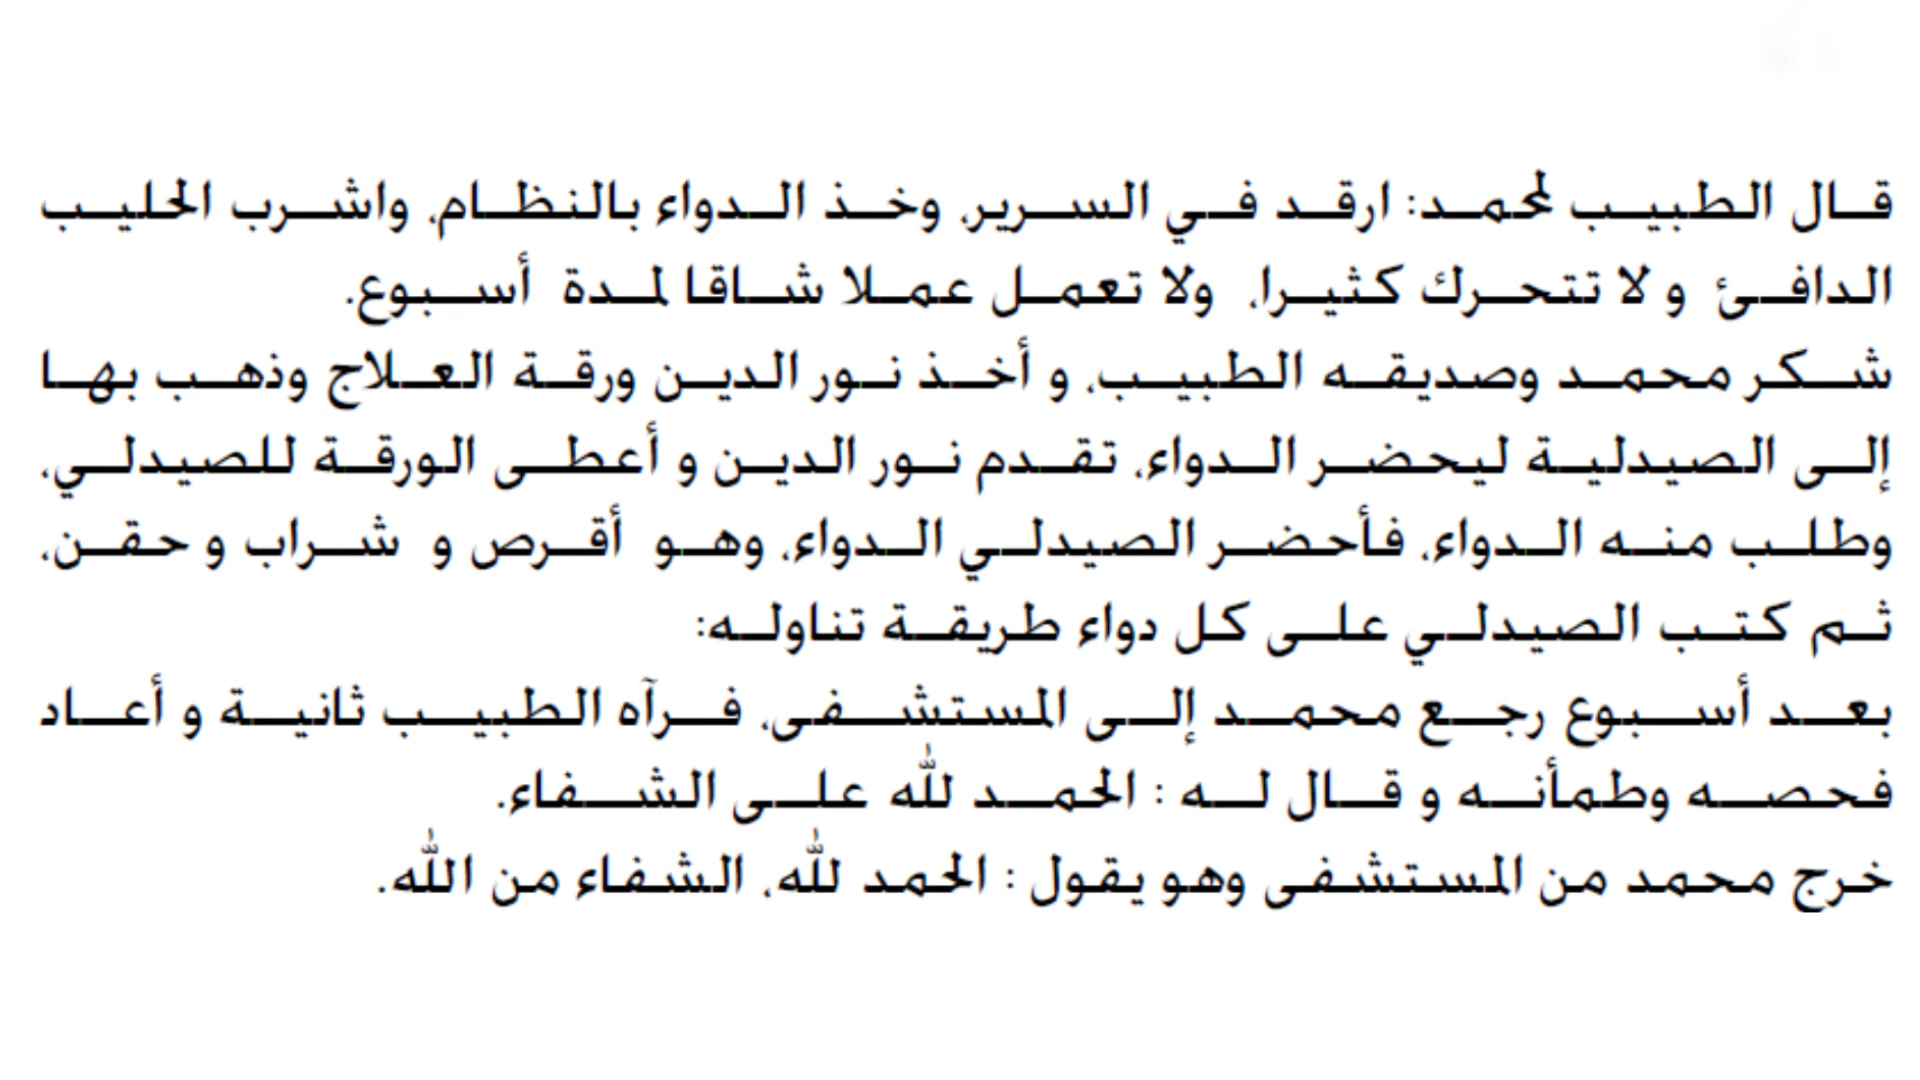 قال الطبيب لمحمد: ارقد في السرير، وخذ الدواء بالنظام، واشرب الحليب
الدافئ و لا تتحرك كثيرا، ولا تعمل عملا شاقا لمدة أسبوع.
شكر محمد وصديقه الطبيب، و أخذ نور الدين ورقة العلاج وذهب بها
إلى الصيدلية ليحضر الدواء، تقدم نور الدين و أعطى الورقة للصيدلي،
وطلب منه الدواء، فأحضر الصيدلي الدواء، وهو أقرص و شراب و حقن،
ثم كتب الصيدلي على كل دواء طريقة تناوله:
بعد أسبوع رجع محمد إلى المستشفى، فرآه الطبيب ثانية و أعاد
فحصه وطمأنه و قال له : الحمد لله على الشفاء.
خرج محمد من المستشفى وهو يقول : الحمد لله، الشفاء من الله.